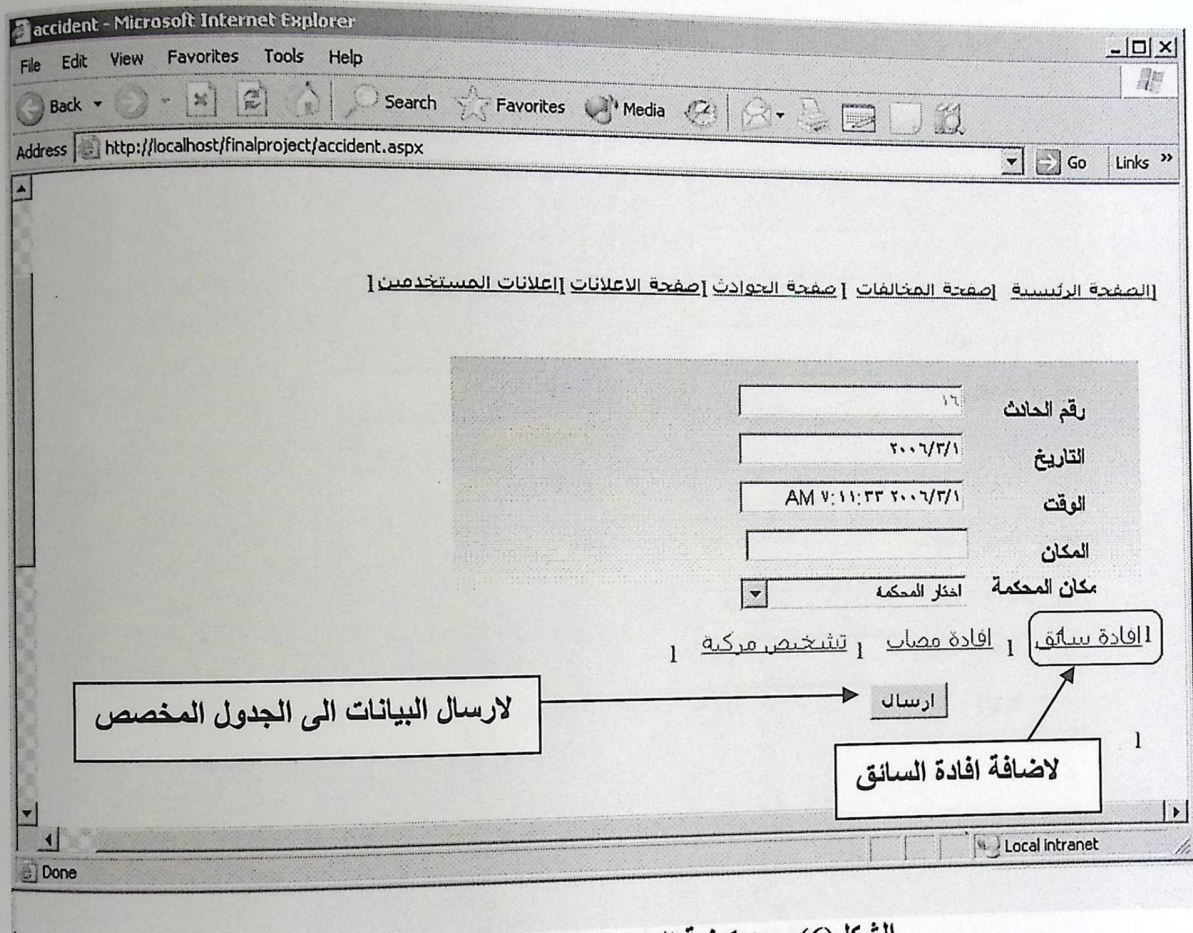 accident - Microsoft Internet Explorer
File Edit View Favorites Tools Help
Back Search Favorites Media
Address http://localhost/finalproject/accident.aspx Go Links »
[الصفحة الرئيسية [صفحة المخالفات [ صفحة الحوادث [صفحة الاعلانات [اعلانات المستخدمين [
رقم الحادث ١٦
التاريخ ٢٠٠٦/٣/١
الوقت ٢٠٠٦/٣/١ ٧:١١:٣٣ AM
المكان
مكان المحكمة اختار المحكمة
[افادة سائق [ افادة مصاب [ تشخيص مركبة [
ارسال
لارسال البيانات الى الجدول المخصص
[
لاضافة افادة السائق
Done Local intranet